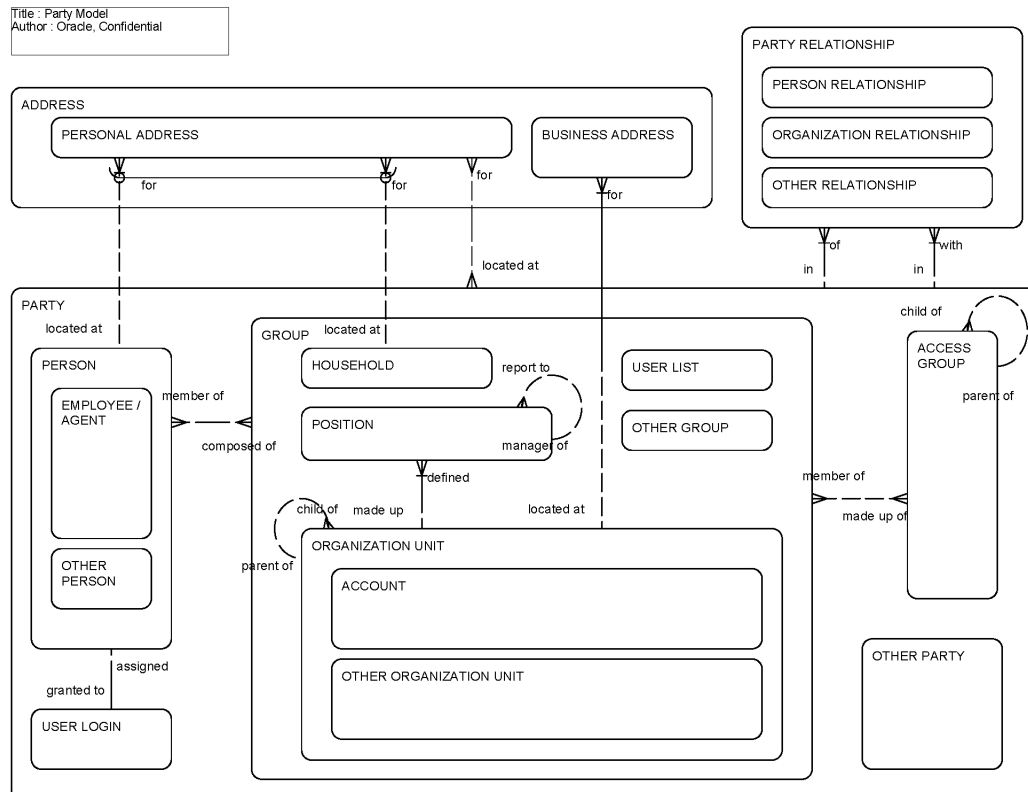 Title : Party Model
Author : Oracle, Confidential
PARTY RELATIONSHIP
PERSON RELATIONSHIP
ORGANIZATION RELATIONSHIP
OTHER RELATIONSHIP
ADDRESS
PERSONAL ADDRESS
BUSINESS ADDRESS
for
for
for
for
of
with
in
in
located at
PARTY
located at
located at
child of
GROUP
ACCESS
GROUP
parent of
PERSON
HOUSEHOLD
report to
USER LIST
member of
EMPLOYEE /
AGENT
POSITION
OTHER GROUP
composed of
manager of
defined
member of
child of
made up
located at
made up of
ORGANIZATION UNIT
parent of
OTHER
PERSON
ACCOUNT
assigned
OTHER PARTY
OTHER ORGANIZATION UNIT
granted to
USER LOGIN